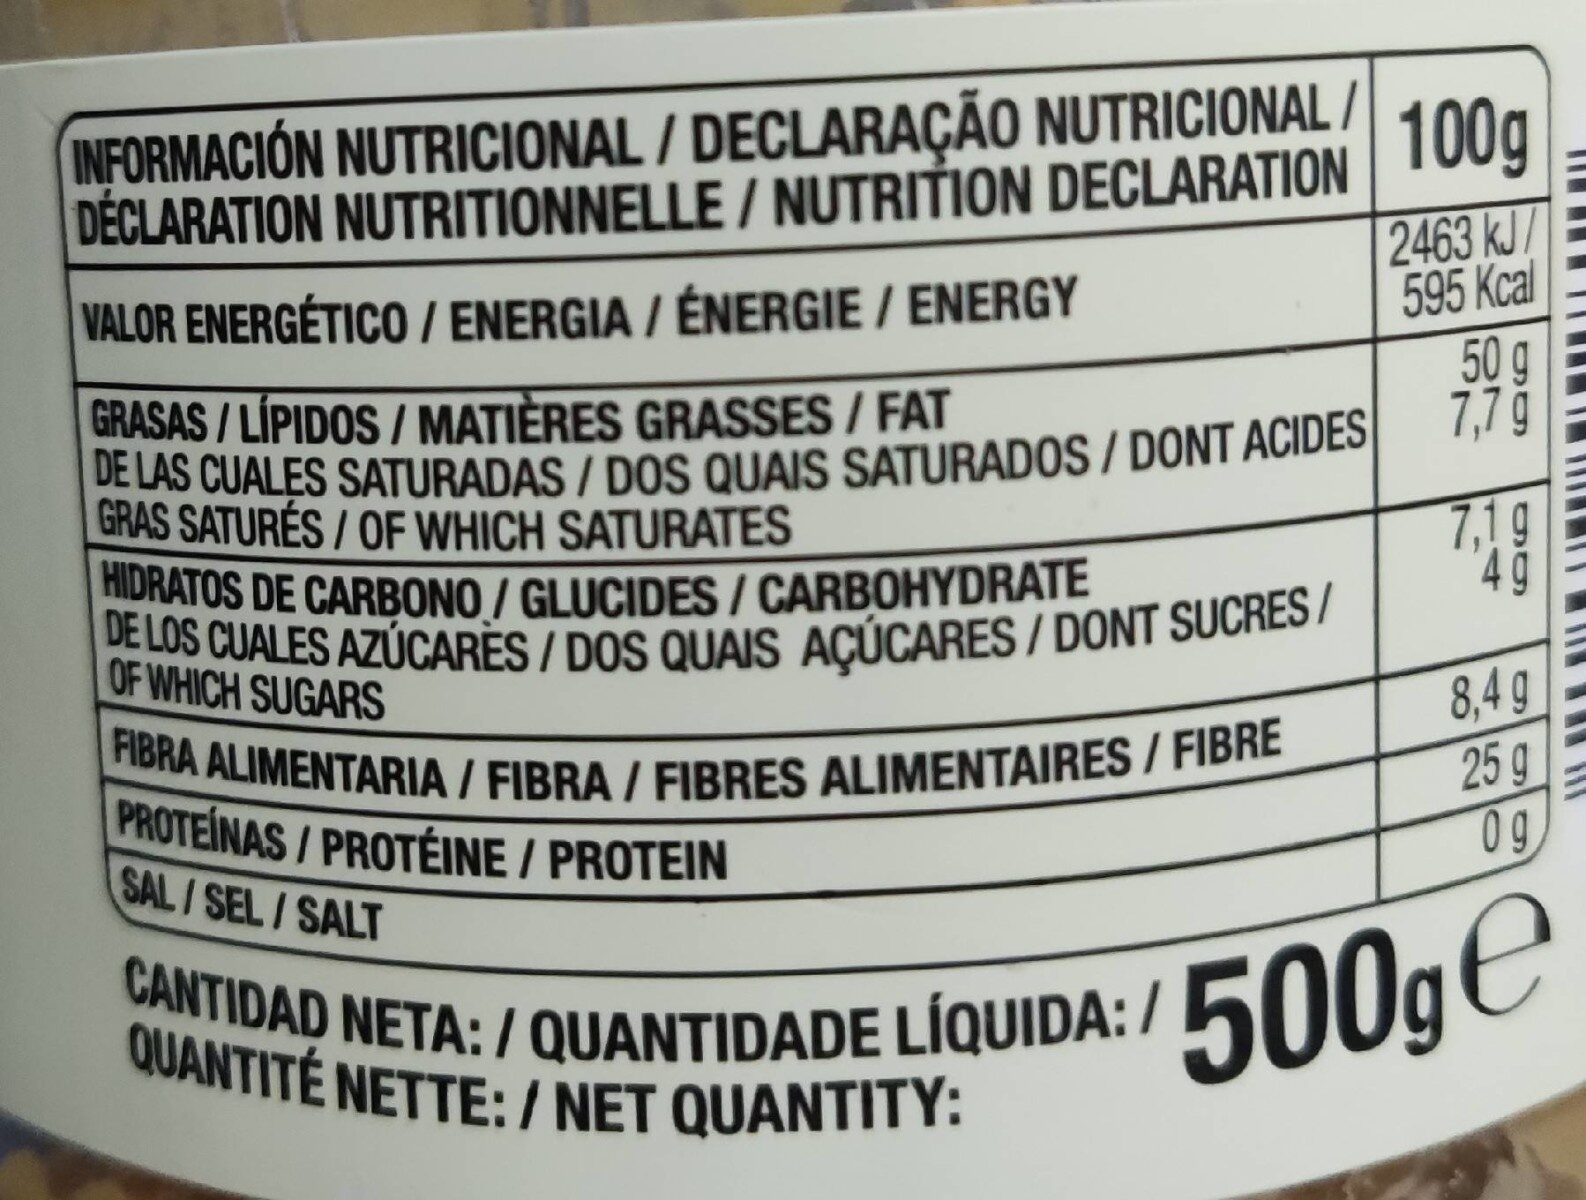 INFORMACIÓN NUTRICIONAL / DECLARAÇÃO NUTRICIONAL /
DÉCLARATION NUTRITIONNELLE / NUTRITION DECLARATION
100g
VALOR ENERGÉTICO / ENERGIA / ÉNERGIE / ENERGY
2463 kJ /
595 Kcal
GRASAS / LÍPIDOS / MATIÈRES GRASSES / FAT
50 g
DE LAS CUALES SATURADAS / DOS QUAIS SATURADOS / DONT ACIDES
7,7 g
GRAS SATURÉS / OF WHICH SATURATES
HIDRATOS DE CARBONO / GLUCIDES / CARBOHYDRATE
7,1 g
DE LOS CUALES AZÚCARES / DOS QUAIS AÇÚCARES / DONT SUCRES /
4 g
OF WHICH SUGARS
FIBRA ALIMENTARIA / FIBRA / FIBRES ALIMENTAIRES / FIBRE
8,4 g
PROTEÍNAS / PROTÉINE / PROTEIN
25 g
SAL / SEL / SALT
0 g
CANTIDAD NETA: / QUANTIDADE LÍQUIDA: /
QUANTITÉ NETTE: / NET QUANTITY:
500g ℮